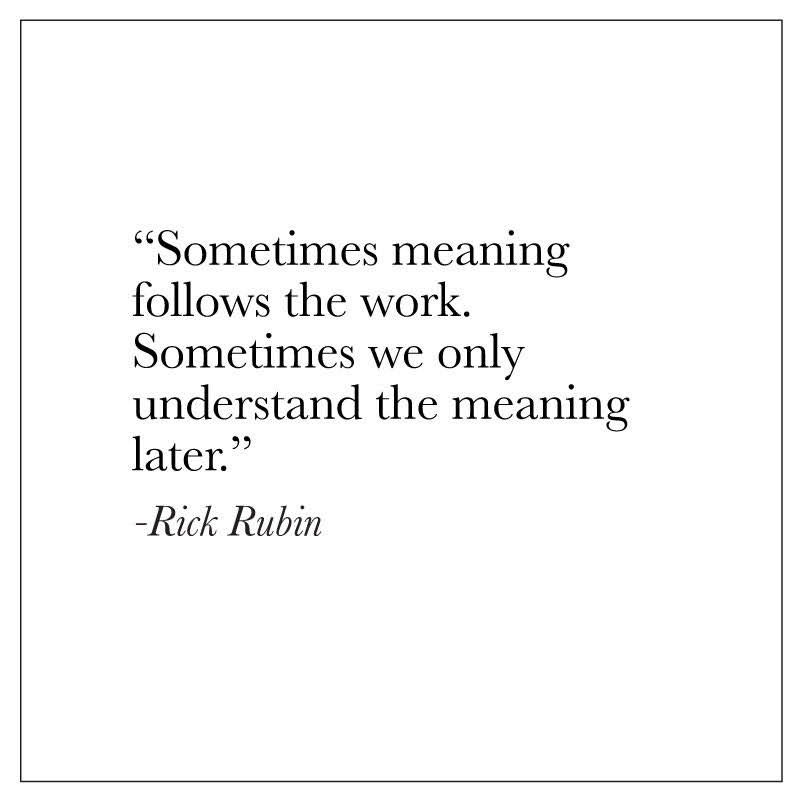 “Sometimes meaning
follows the work.
Sometimes we only
understand the meaning
later.”
-Rick Rubin